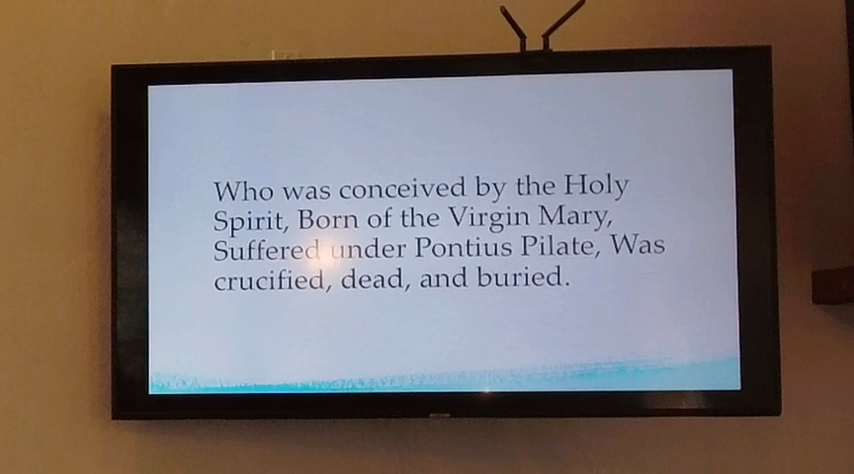 Who was conceived by the Holy
Spirit, Born of the Virgin Mary,
Suffered under Pontius Pilate, Was
crucified, dead, and buried.